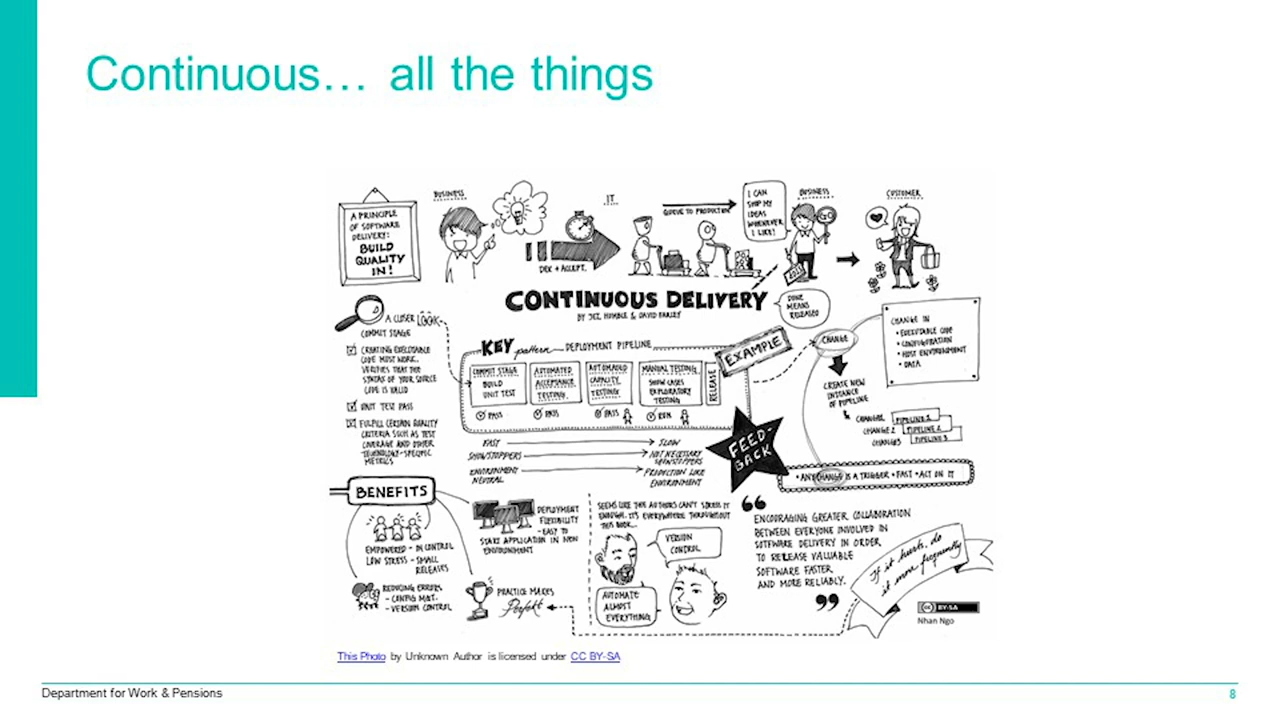 Continuous… all the things
A PRINCIPLE
OF SOFTWARE
DELIVERY:
BUILD
QUALITY
IN!
BUSINESS
IT
DEV + ACCEPT.
QUEUE TO PRODUCTION
I CAN
SHIP MY
IDEAS
WHENEVER
I LIKE!
BUSINESS
GO
CUSTOMER
CONTINUOUS DELIVERY
BY JEZ HUMBLE & DAVID FARLEY
DONE
MEANS
RELEASED
A CLOSER LOOK
COMMIT STAGE
CREATING EXECUTABLE
CODE MUST WORK.
VERIFIES THAT THE
SYNTAX OF YOUR SOURCE
CODE IS VALID
UNIT TEST PASS
FULFILL CERTAIN QUALITY
CRITERIA SUCH AS TEST
COVERAGE AND OTHER
TECHNOLOGY-SPECIFIC
METRICS
KEY pattern DEPLOYMENT PIPELINE
COMMIT STAGE
BUILD
UNIT TEST
AUTOMATED
ACCEPTANCE
TESTING
AUTOMATED
CAPACITY
TESTING
MANUAL TESTING
SHOW CASES
EXPLORATORY
TESTING
RELEASE
PASS
PASS
PASS
RUN
FAST
SLOW
SHOWSTOPPERS
NOT NECESSARY
SHOWSTOPPERS
ENVIRONMENT
NEUTRAL
PRODUCTION LIKE
ENVIRONMENT
EXAMPLE
CHANGE
CHANGE IN
• EXECUTABLE CODE
• CONFIGURATION
• HOST ENVIRONMENT
• DATA
CREATE NEW
INSTANCE
OF PIPELINE
CHANGE1 PIPELINE 1
CHANGE 2 PIPELINE 2
CHANGE3 PIPELINE 3
FEED-
BACK
• ANY CHANGE IS A TRIGGER • FAST • ACT ON IT
BENEFITS
EMPOWERED - IN CONTROL
LOW STRESS - SMALL
RELEASES
REDUCING ERRORS
- CONFIG MGT.
- VERSION CONTROL
DEPLOYMENT
FLEXIBILITY
- EASY TO
START APPLICATION IN NEW
ENVIRONMENT
PRACTICE MAKES
Perfekt
SEEMS LIKE THE AUTHORS CAN'T STRESS IT
ENOUGH. IT'S EVERYWHERE THROUGHOUT
THIS BOOK...
VERSION
CONTROL
AUTOMATE
ALMOST
EVERYTHING
“
ENCOURAGING GREATER COLLABORATION
BETWEEN EVERYONE INVOLVED IN
SOFTWARE DELIVERY IN ORDER
TO RELEASE VALUABLE
SOFTWARE FASTER
AND MORE RELIABLY.
”
If it hurts, do
it more frequently
CC BY-SA
Nhan Ngo
This Photo by Unknown Author is licensed under CC BY-SA
Department for Work & Pensions
8